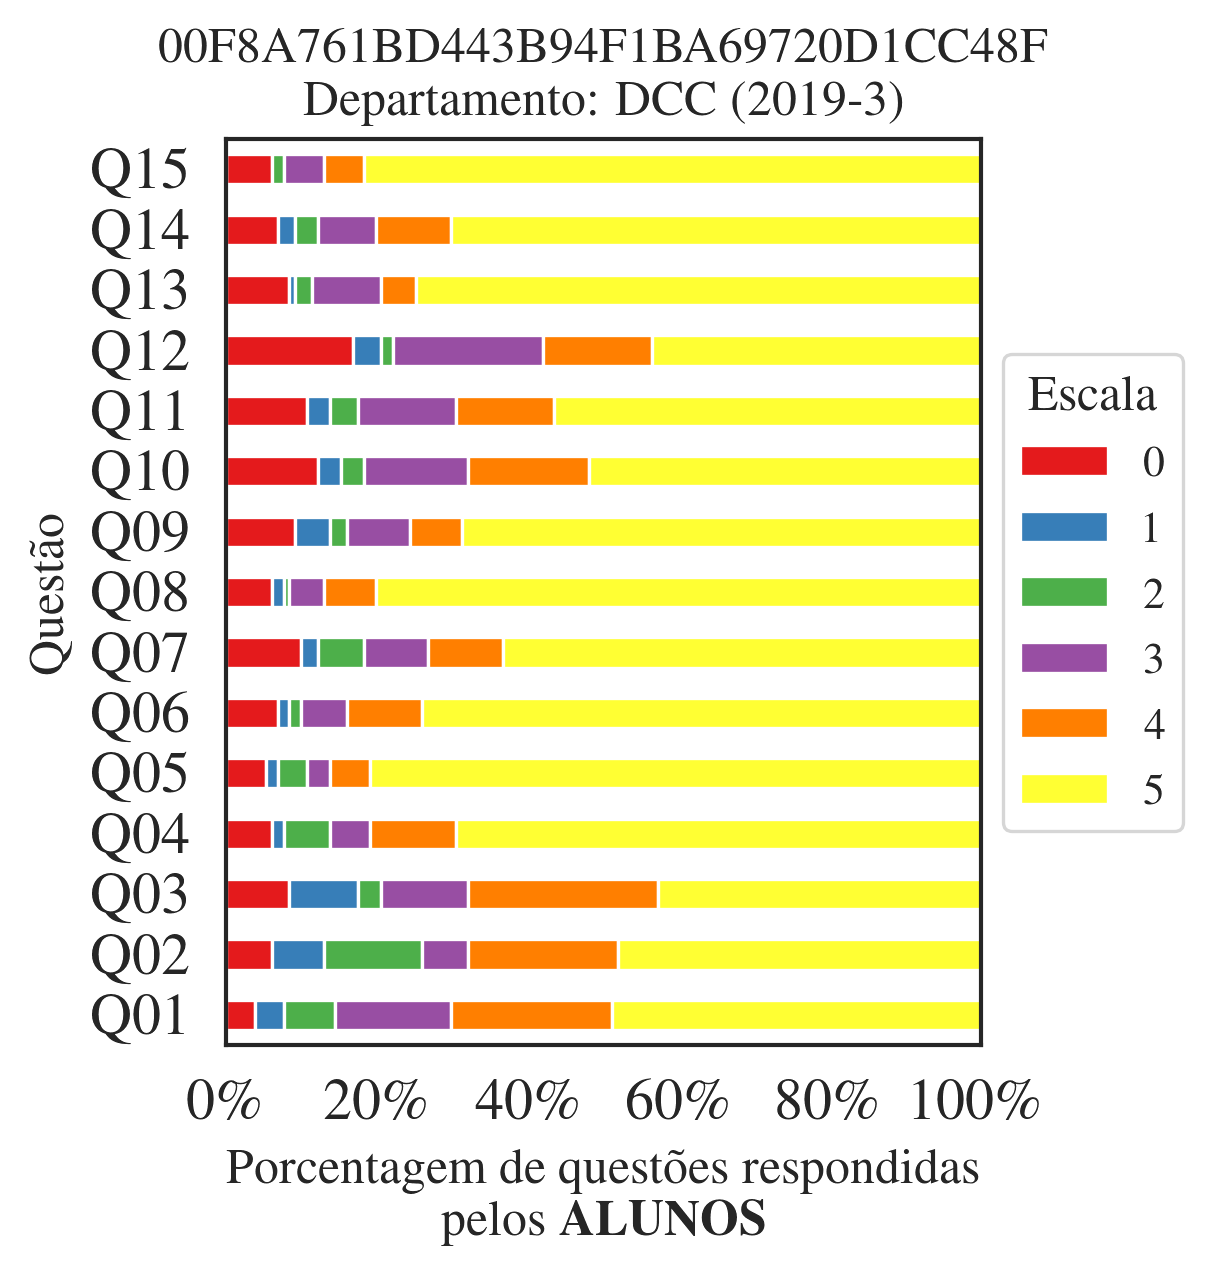 00F8A761BD443B94F1BA69720D1CC48F
Departamento: DCC (2019-3)
Questão
Q15
Q14
Q13
Q12
Q11
Q10
Q09
Q08
Q07
Q06
Q05
Q04
Q03
Q02
Q01
0% 20% 40% 60% 80% 100%
Porcentagem de questões respondidas
pelos ALUNOS
Escala
0
1
2
3
4
5